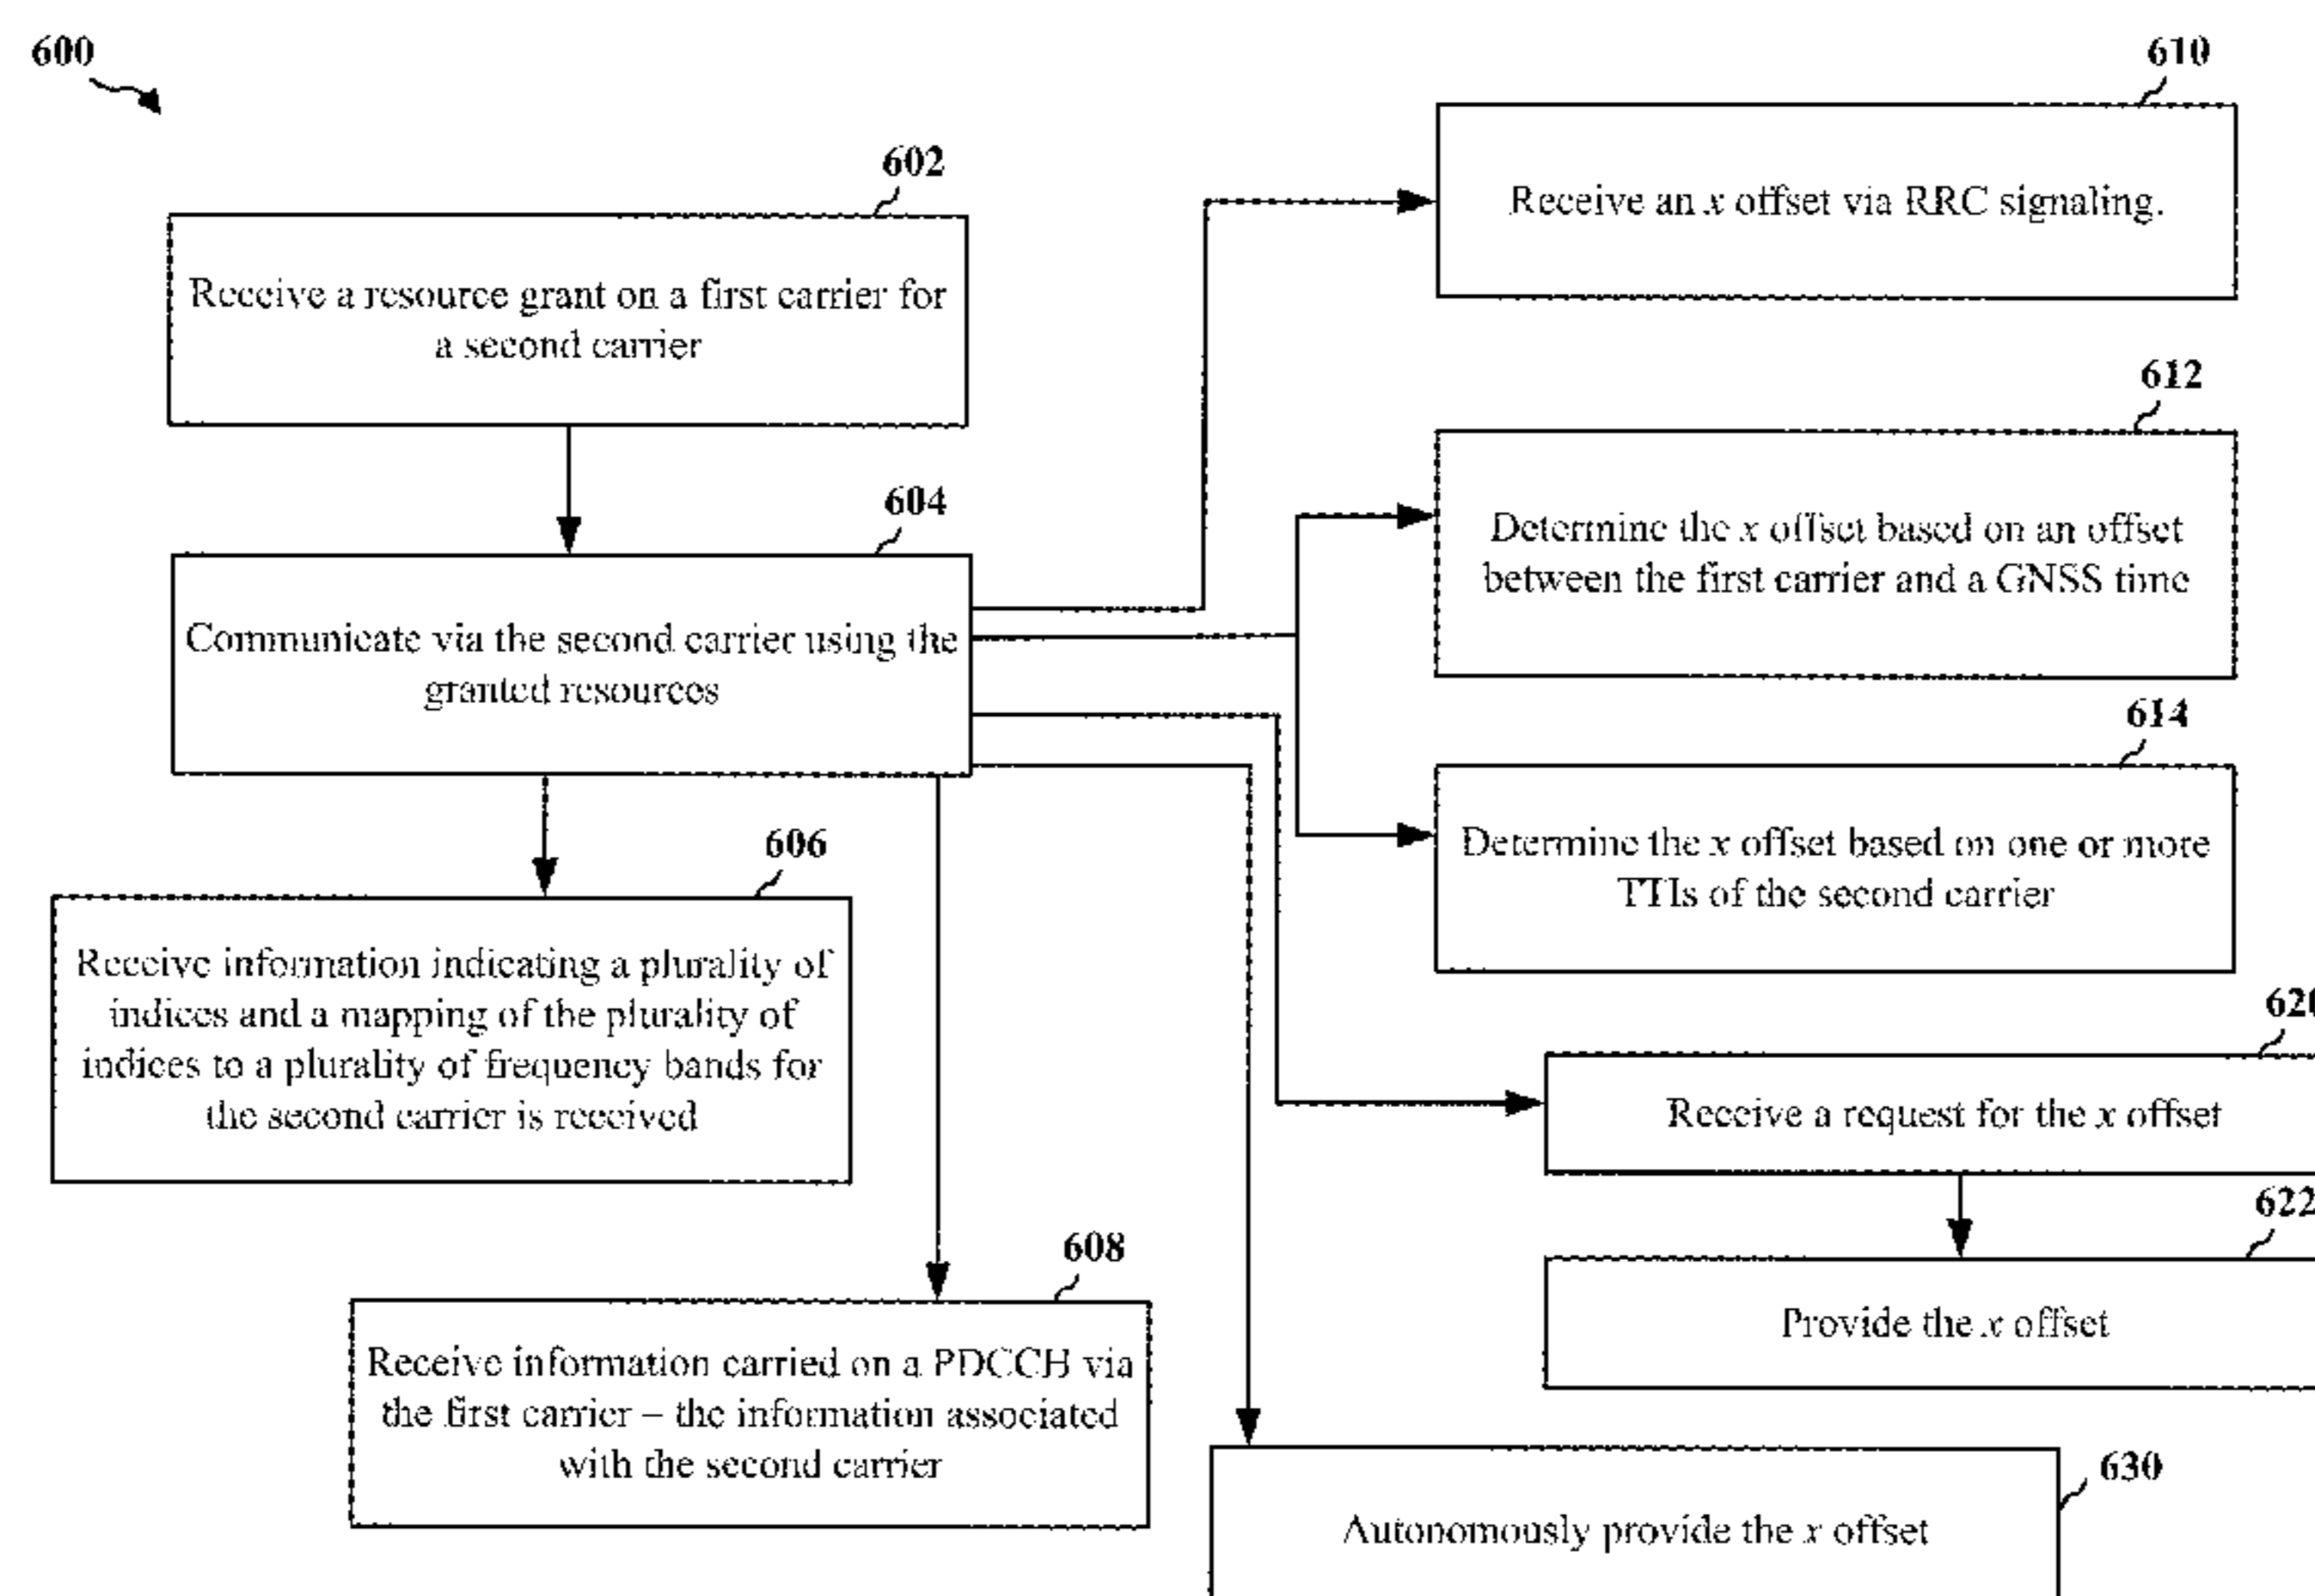 600
602
Receive a resource grant on a first carrier for
a second carrier
604
Communicate via the second carrier using the
granted resources
606
Receive information indicating a plurality of
indices and a mapping of the plurality of
indices to a plurality of frequency bands for
the second carrier is received
608
Receive information carried on a PDCCH via
the first carrier – the information associated
with the second carrier
610
Receive an x offset via RRC signaling.
612
Determine the x offset based on an offset
between the first carrier and a GNSS time
614
Determine the x offset based on one or more
TTIs of the second carrier
620
Receive a request for the x offset
622
Provide the x offset
630
Autonomously provide the x offset